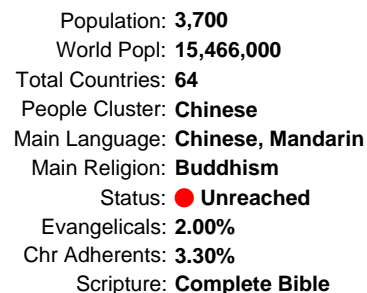 Population: 3,700
World Popl: 15,466,000
Total Countries: 64
People Cluster: Chinese
Main Language: Chinese, Mandarin
Main Religion: Buddhism
Status: Unreached
Evangelicals: 2.00%
Chr Adherents: 3.30%
Scripture: Complete Bible